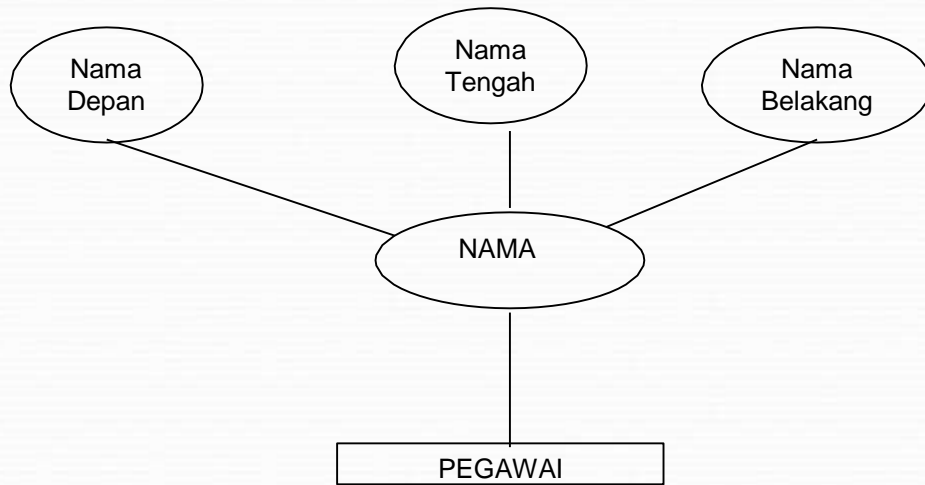 Nama
Depan
Nama
Tengah
Nama
Belakang
NAMA
PEGAWAI